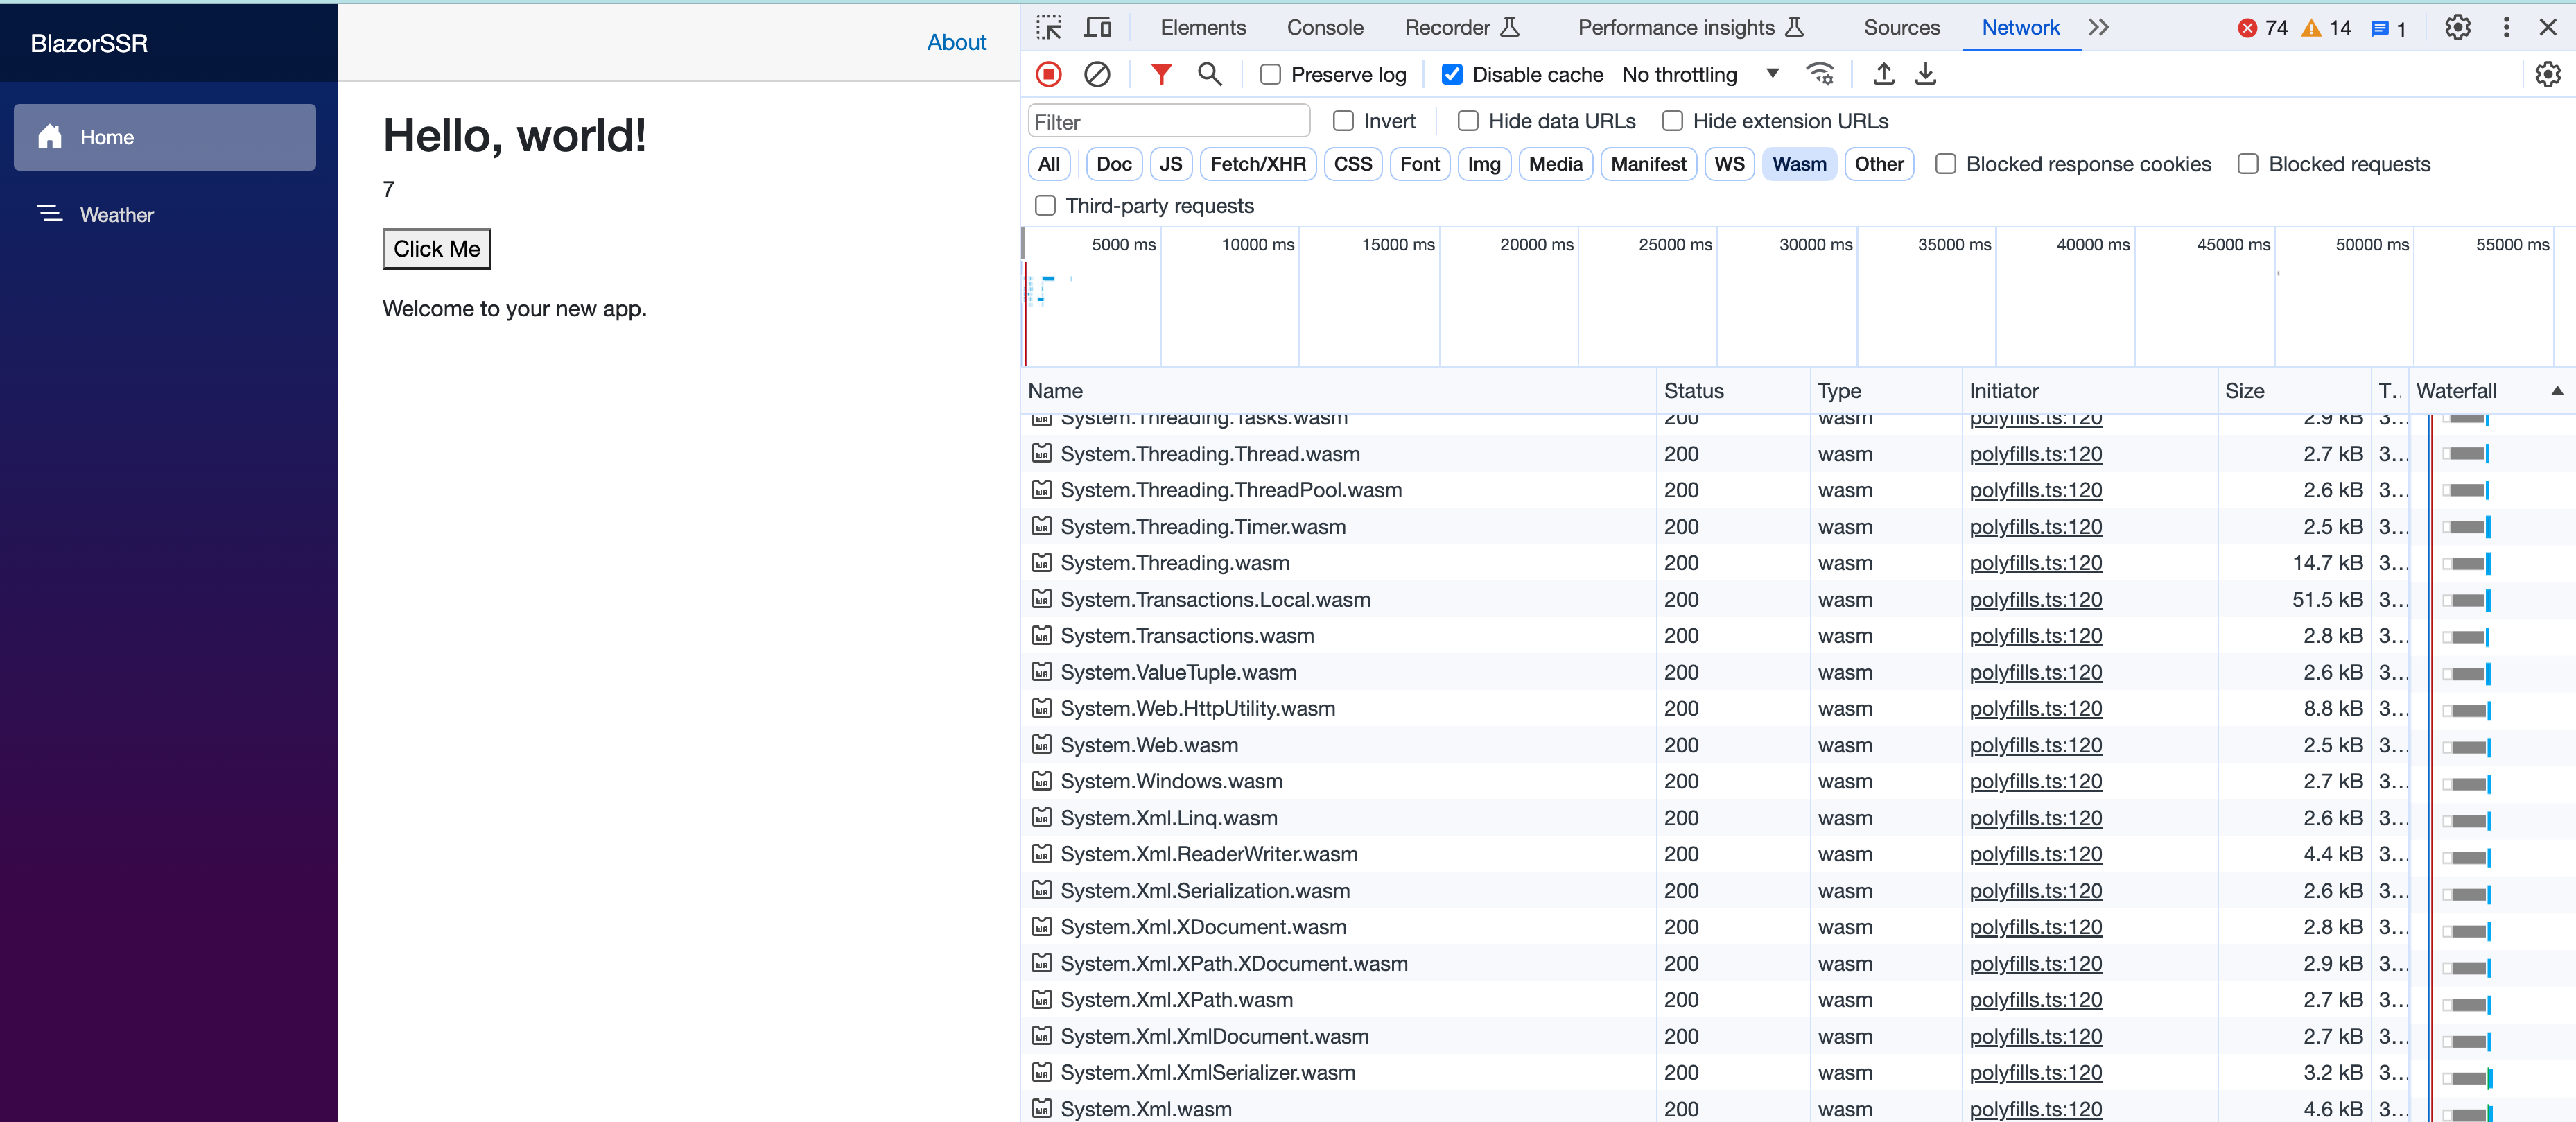 BlazorSSR
Home
Weather
About
Hello, world!
7
Click Me
Welcome to your new app.
Elements Console Recorder Performance insights Sources Network 74 14 1
Preserve log Disable cache No throttling
Filter Invert Hide data URLs Hide extension URLs
All Doc JS Fetch/XHR CSS Font Img Media Manifest WS Wasm Other Blocked response cookies Blocked requests
Third-party requests
5000 ms 10000 ms 15000 ms 20000 ms 25000 ms 30000 ms 35000 ms 40000 ms 45000 ms 50000 ms 55000 ms
Name Status Type Initiator Size T.. Waterfall
System.Threading.Tasks.wasm 200 wasm polyfills.ts:120 2.9 kB 3...
System.Threading.Thread.wasm 200 wasm polyfills.ts:120 2.7 kB 3...
System.Threading.ThreadPool.wasm 200 wasm polyfills.ts:120 2.6 kB 3...
System.Threading.Timer.wasm 200 wasm polyfills.ts:120 2.5 kB 3...
System.Threading.wasm 200 wasm polyfills.ts:120 14.7 kB 3...
System.Transactions.Local.wasm 200 wasm polyfills.ts:120 51.5 kB 3...
System.Transactions.wasm 200 wasm polyfills.ts:120 2.8 kB 3...
System.ValueTuple.wasm 200 wasm polyfills.ts:120 2.6 kB 3...
System.Web.HttpUtility.wasm 200 wasm polyfills.ts:120 8.8 kB 3...
System.Web.wasm 200 wasm polyfills.ts:120 2.5 kB 3...
System.Windows.wasm 200 wasm polyfills.ts:120 2.7 kB 3...
System.Xml.Linq.wasm 200 wasm polyfills.ts:120 2.6 kB 3...
System.Xml.ReaderWriter.wasm 200 wasm polyfills.ts:120 4.4 kB 3...
System.Xml.Serialization.wasm 200 wasm polyfills.ts:120 2.6 kB 3...
System.Xml.XDocument.wasm 200 wasm polyfills.ts:120 2.8 kB 3...
System.Xml.XPath.XDocument.wasm 200 wasm polyfills.ts:120 2.9 kB 3...
System.Xml.XPath.wasm 200 wasm polyfills.ts:120 2.7 kB 3...
System.Xml.XmlDocument.wasm 200 wasm polyfills.ts:120 2.7 kB 3...
System.Xml.XmlSerializer.wasm 200 wasm polyfills.ts:120 3.2 kB 3...
System.Xml.wasm 200 wasm polyfills.ts:120 4.6 kB 3...